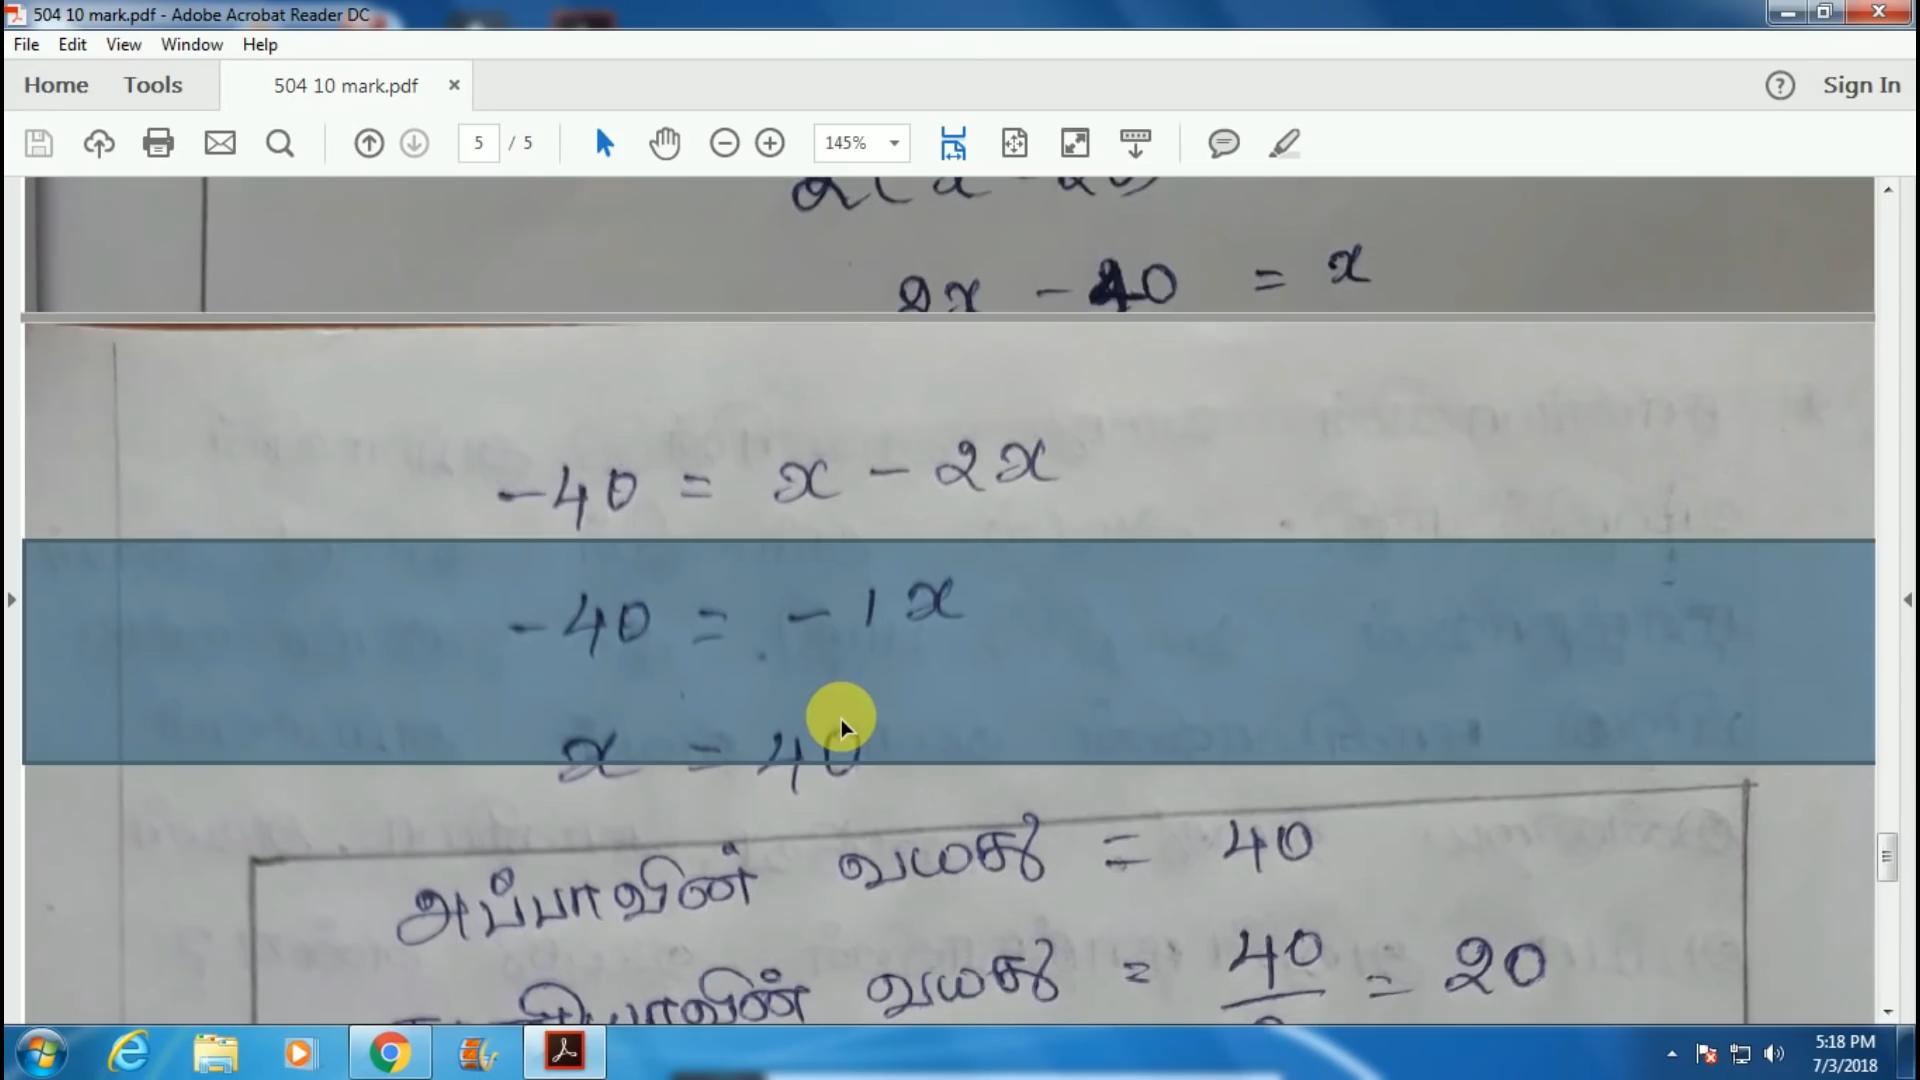 504 10 mark.pdf - Adobe Acrobat Reader DC
File Edit View Window Help
Home Tools 504 10 mark.pdf × ? Sign In
5 / 5 145%
2x - 40 = x
-40 = x - 2x
-40 = -1x
x = 40
அப்பாவின் வயது = 40
வயது = 40 = 20
5:18 PM
7/3/2018